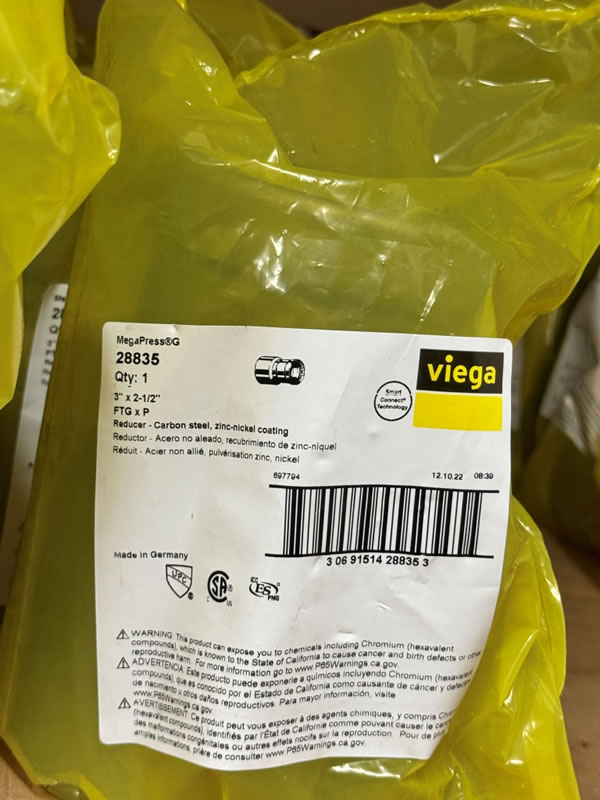 MegaPress®G
28835
Qty: 1
3" x 2-1/2"
FTG x P
Reducer - Carbon steel, zinc-nickel coating
Reductor - Acero no aleado, recubrimiento de zinc-níquel
Réduit - Acier non allié, pulvérisation zinc, nickel
viega
Smart
Connect®
Technology
697794
12.10.22 08:39
3 06 91514 28835 3
Made in Germany
UPC ®
SA ®
C US
ICC
ES
PMG
WARNING: This product can expose you to chemicals including Chromium (hexavalent
compounds), which is known to the State of California to cause cancer and birth defects or
reproductive harm. For more information go to www.P65Warnings.ca.gov.
ADVERTENCIA: Este producto puede exponerle a químicos incluyendo Chromium (hexavalent
compounds), que es conocido por el Estado de California como causante de cáncer y
de nacimiento u otros daños reproductivos. Para mayor información, visite
www.P65Warnings.ca.gov.
AVERTISSEMENT: Ce produit peut vous exposer à des agents chimiques, y compris
(hexavalent compounds), identifiés par l'État de Californie comme pouvant causer le
des malformations congénitales ou autres effets nocifs sur la reproduction. Pour de
amples informations, prière de consulter www.P65Warnings.ca.gov.